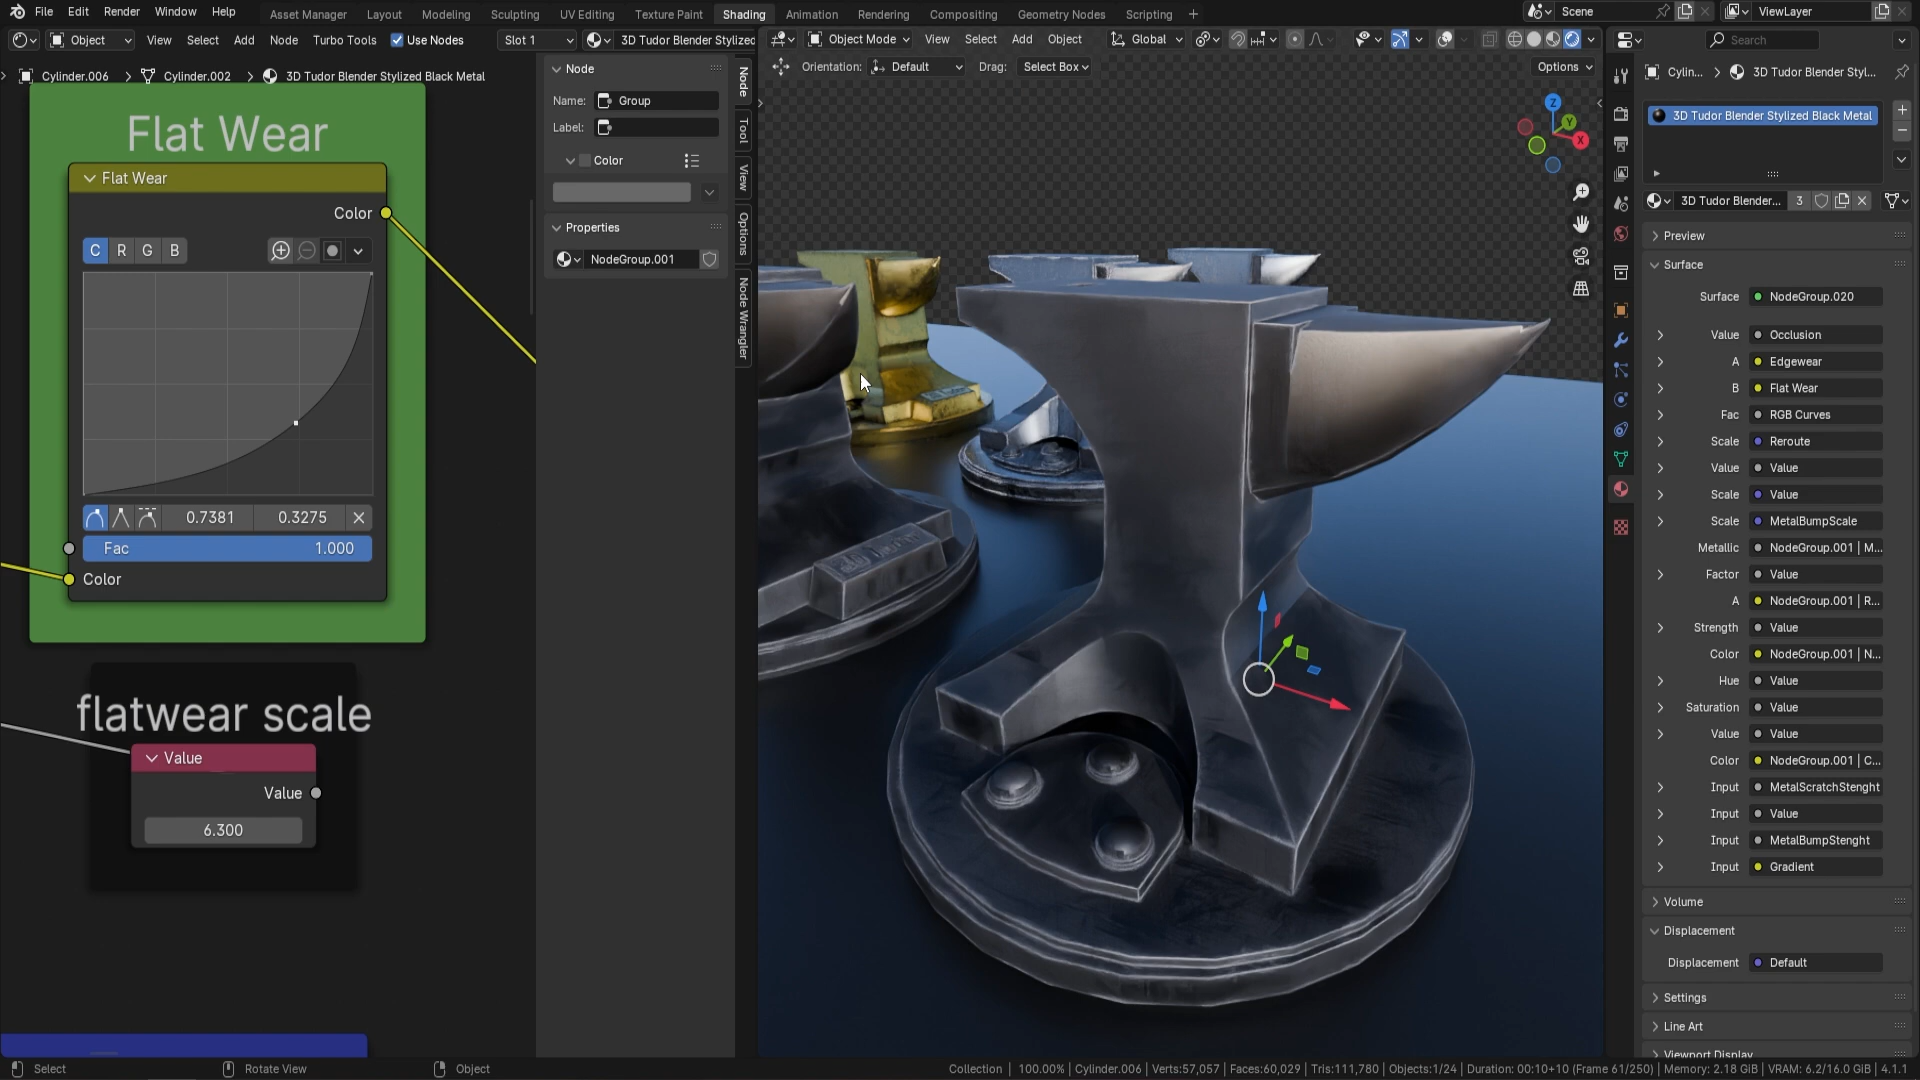 File Edit Render Window Help
Asset Manager Layout Modeling Sculpting UV Editing Texture Paint Shading Animation Rendering Compositing Geometry Nodes Scripting +
Scene ViewLayer
Object View Select Add Node Turbo Tools Use Nodes Slot 1 3D Tudor Blender Stylized
Object Mode View Select Add Object Global
Search
Orientation: Default Drag: Select Box Options
Cylinder.006 > Cylinder.002 > 3D Tudor Blender Stylized Black Metal
Cylin... > 3D Tudor Blender Styl...
3D Tudor Blender Stylized Black Metal
3D Tudor Blender... 3
Flat Wear
Flat Wear
Color
C R G B
0.7381 0.3275
Fac 1.000
Color
flatwear scale
Value
Value
6.300
Node
Name: Group
Label:
Color
Properties
NodeGroup.001
Node
Tool
View
Options
Node Wrangler
Z
Y
X
Preview
Surface
Surface NodeGroup.020
Value Occlusion
A Edgewear
B Flat Wear
Fac RGB Curves
Scale Reroute
Value Value
Scale Value
Scale MetalBumpScale
Metallic NodeGroup.001 | M...
Factor Value
A NodeGroup.001 | R...
Strength Value
Color NodeGroup.001 | N...
Hue Value
Saturation Value
Value Value
Color NodeGroup.001 | C...
Input MetalScratchStenght
Input Value
Input MetalBumpStenght
Input Gradient
Volume
Displacement
Displacement Default
Settings
Line Art
Viewport Display
Select Rotate View Object
Collection | 100.00% | Cylinder.006 | Verts:57,057 | Faces:60,029 | Tris:111,780 | Objects:1/24 | Duration: 00:10+10 (Frame 61/250) | Memory: 2.18 GiB | VRAM: 6.2/16.0 GiB | 4.1.1